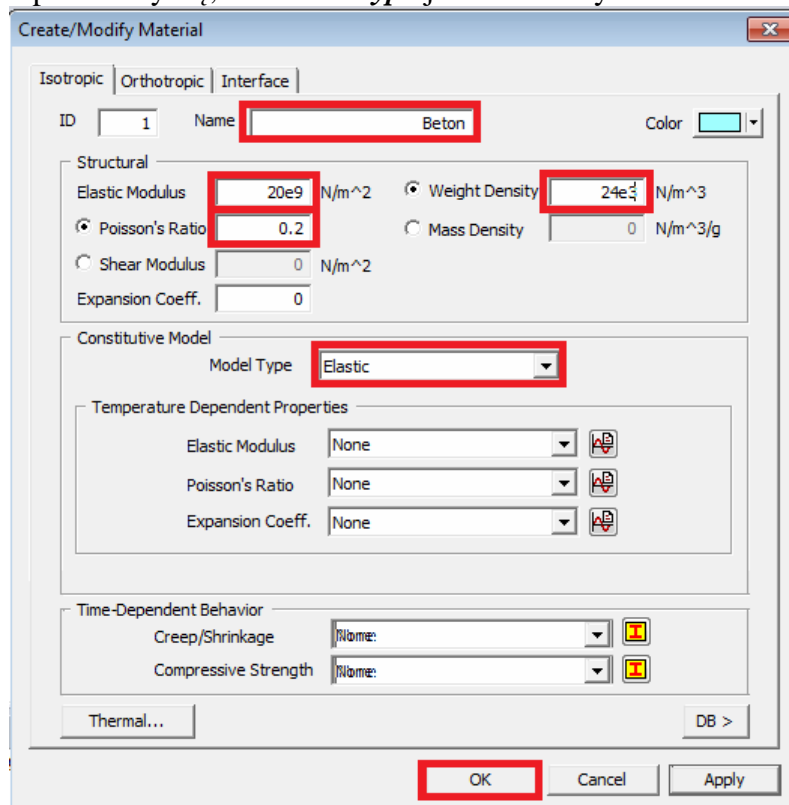 Create/Modify Material
Isotropic Orthotropic Interface
ID 1 Name Beton Color
Structural
Elastic Modulus 20e9 N/m^2 Weight Density 24e3 N/m^3
Poisson's Ratio 0.2 Mass Density 0 N/m^3/g
Shear Modulus 0 N/m^2
Expansion Coeff. 0
Constitutive Model
Model Type Elastic
Temperature Dependent Properties
Elastic Modulus None
Poisson's Ratio None
Expansion Coeff. None
Time-Dependent Behavior
Creep/Shrinkage
Compressive Strength
Thermal... DB >
OK Cancel Apply